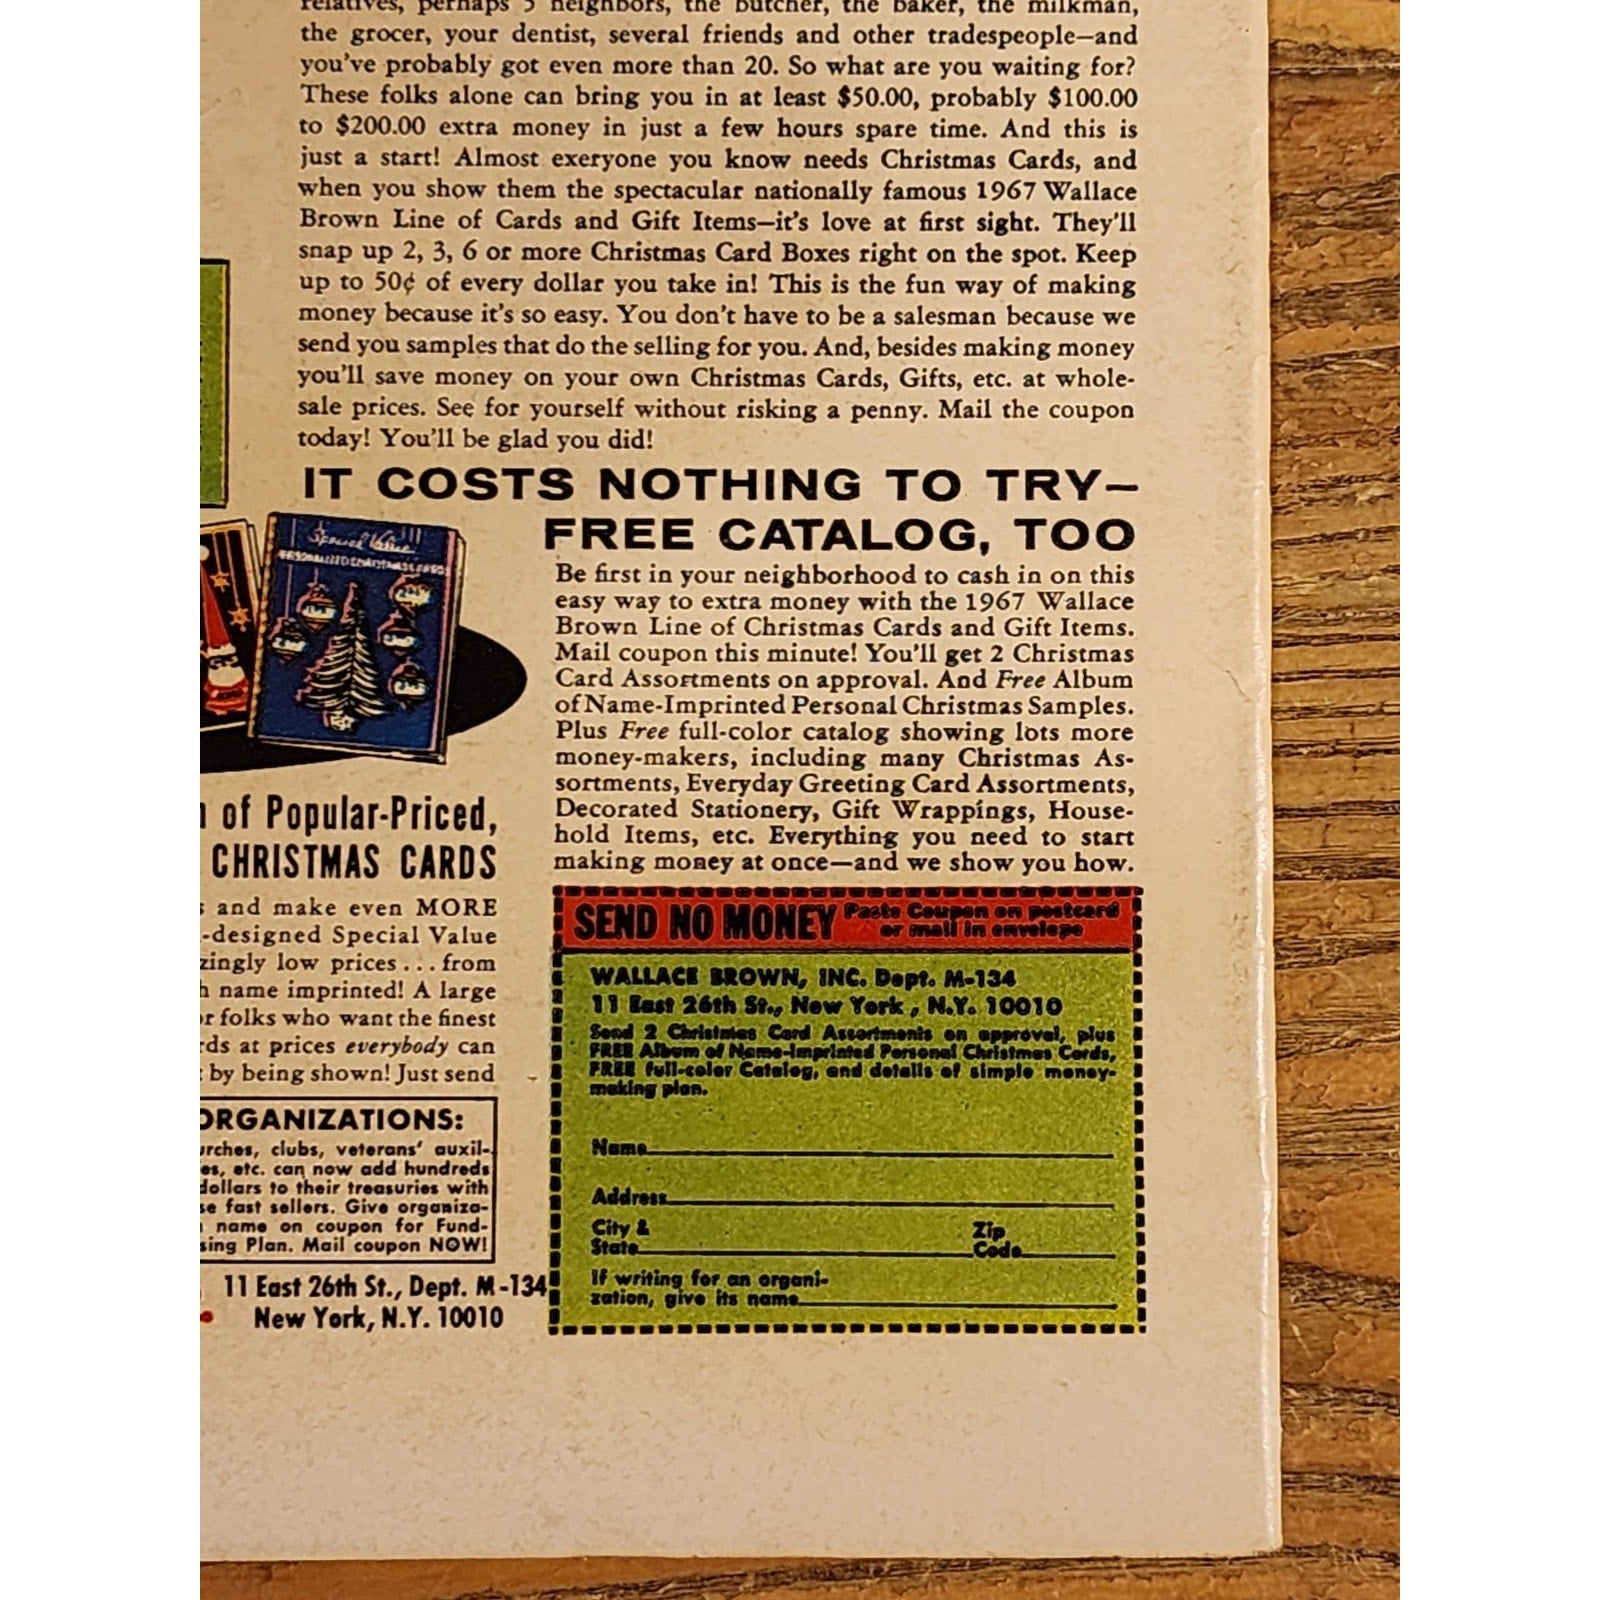 relatives, perhaps 5 neighbors, the butcher, the baker, the milkman,
the grocer, your dentist, several friends and other tradespeople—and
you've probably got even more than 20. So what are you waiting for?
These folks alone can bring you in at least $50.00, probably $100.00
to $200.00 extra money in just a few hours spare time. And this is
just a start! Almost exeryone you know needs Christmas Cards, and
when you show them the spectacular nationally famous 1967 Wallace
Brown Line of Cards and Gift Items—it's love at first sight. They'll
snap up 2, 3, 6 or more Christmas Card Boxes right on the spot. Keep
up to 50¢ of every dollar you take in! This is the fun way of making
money because it's so easy. You don't have to be a salesman because we
send you samples that do the selling for you. And, besides making money
you'll save money on your own Christmas Cards, Gifts, etc. at whole-
sale prices. See for yourself without risking a penny. Mail the coupon
today! You'll be glad you did!
IT COSTS NOTHING TO TRY—
FREE CATALOG, TOO
Be first in your neighborhood to cash in on this
easy way to extra money with the 1967 Wallace
Brown Line of Christmas Cards and Gift Items.
Mail coupon this minute! You'll get 2 Christmas
Card Assortments on approval. And Free Album
of Name-Imprinted Personal Christmas Samples.
Plus Free full-color catalog showing lots more
money-makers, including many Christmas As-
sortments, Everyday Greeting Card Assortments,
Decorated Stationery, Gift Wrappings, House-
hold Items, etc. Everything you need to start
making money at once—and we show you how.
Special Value
PERSONALIZED CHRISTMAS CARDS
of Popular-Priced,
CHRISTMAS CARDS
and make even MORE
-designed Special Value
zingly low prices...from
name imprinted! A large
r folks who want the finest
rds at prices everybody can
by being shown! Just send
ORGANIZATIONS:
urches, clubs, veterans' auxil-
es, etc. can now add hundreds
dollars to their treasuries with
se fast sellers. Give organiza-
name on coupon for Fund-
sing Plan. Mail coupon NOW!
11 East 26th St., Dept. M-134
New York, N.Y. 10010
SEND NO MONEY Paste Coupon on postcard
or mail in envelope
WALLACE BROWN, INC. Dept. M-134
11 East 26th St., New York, N.Y. 10010
Send 2 Christmas Card Assortments on approval, plus
FREE Album of Name-Imprinted Personal Christmas Cards,
FREE full-color Catalog, and details of simple money-
making plan.
Name
Address
City &
State
Zip
Code
If writing for an organi-
zation, give its name